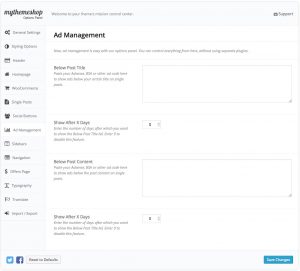 mythemeshop
Options Panel
Welcome to your theme's mission control center.
Support
General Settings
Styling Options
Header
Homepage
WooCommerce
Single Posts
Social Buttons
Ad Management
Sidebars
Navigation
Offers Page
Typography
Translate
Import / Export
Ad Management
Now, ad management is easy with our options panel. You can control everything from here, without using separate plugins.
Below Post Title
Paste your Adsense, BSA or other ad code here
to show ads below your article title on single
posts.
Show After X Days
Enter the number of days after which you want
to show the Below Post Title Ad. Enter 0 to
disable this feature.
0
Below Post Content
Paste your Adsense, BSA or other ad code here
to show ads below the post content on single
posts.
Show After X Days
Enter the number of days after which you want
to show the Below Post Title Ad. Enter 0 to
disable this feature.
0
Reset to Defaults
Save Changes